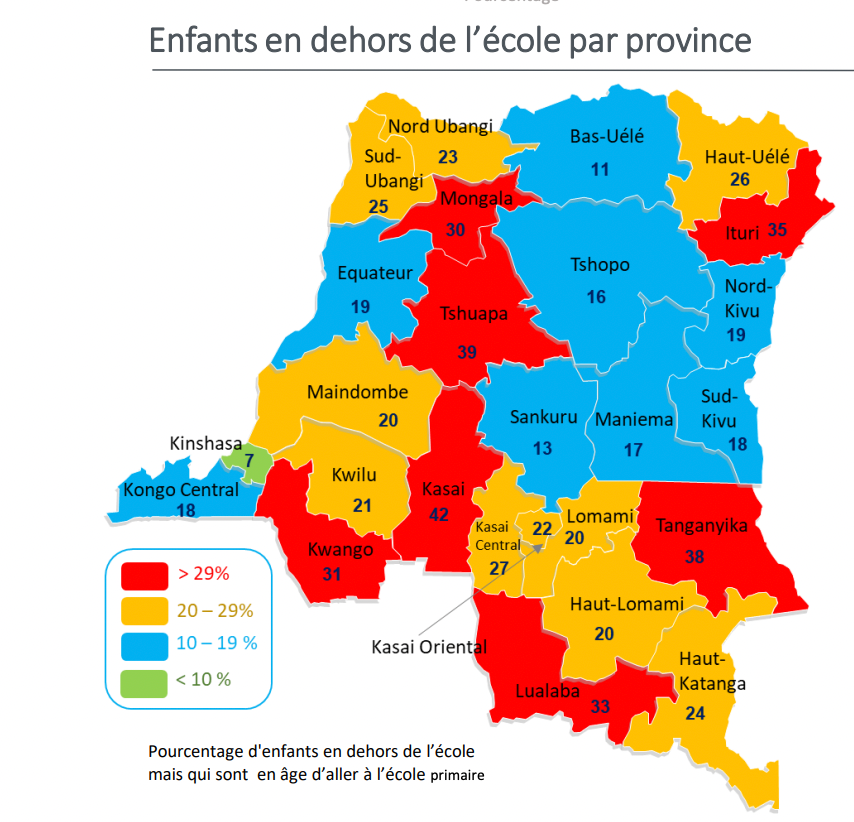 Enfants en dehors de l’école par province
Nord Ubangi
23
Sud-
Ubangi
25
Bas-Uélé
11
Haut-Uélé
26
Mongala
30
Ituri 35
Equateur
19
Tshopo
16
Nord-
Kivu
19
Tshuapa
39
Maindombe
20
Sankuru
13
Maniema
17
Sud-
Kivu
18
Kinshasa
7
Kongo Central
18
Kwilu
21
Kasai
42
Kasai
Central
27
22
Lomami
20
Tanganyika
38
Kwango
31
Haut-Lomami
20
Kasai Oriental
Haut-
Katanga
24
Lualaba
33
> 29%
20 – 29%
10 – 19 %
< 10 %
Pourcentage d'enfants en dehors de l’école
mais qui sont en âge d’aller à l’école primaire